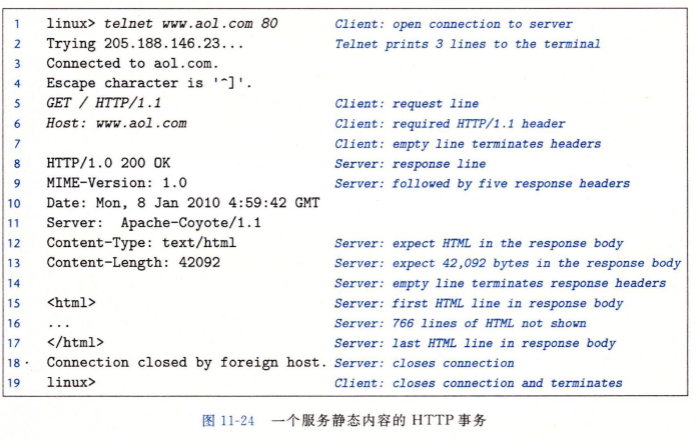 1 linux> telnet www.aol.com 80 Client: open connection to server
2 Trying 205.188.146.23... Telnet prints 3 lines to the terminal
3 Connected to aol.com.
4 Escape character is '^]'.
5 GET / HTTP/1.1 Client: request line
6 Host: www.aol.com Client: required HTTP/1.1 header
7 Client: empty line terminates headers
8 HTTP/1.0 200 OK Server: response line
9 MIME-Version: 1.0 Server: followed by five response headers
10 Date: Mon, 8 Jan 2010 4:59:42 GMT
11 Server: Apache-Coyote/1.1
12 Content-Type: text/html Server: expect HTML in the response body
13 Content-Length: 42092 Server: expect 42,092 bytes in the response body
14 Server: empty line terminates response headers
15 <html> Server: first HTML line in response body
16 ... Server: 766 lines of HTML not shown
17 </html> Server: last HTML line in response body
18 Connection closed by foreign host. Server: closes connection
19 linux> Client: closes connection and terminates
图 11-24 一个服务静态内容的 HTTP 事务